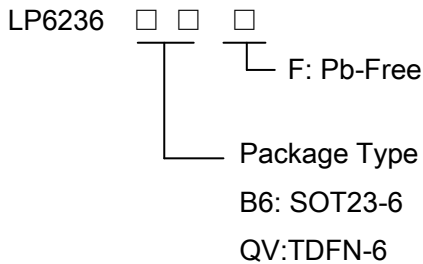 LP6236 □ □ □
F: Pb-Free
Package Type
B6: SOT23-6
QV:TDFN-6